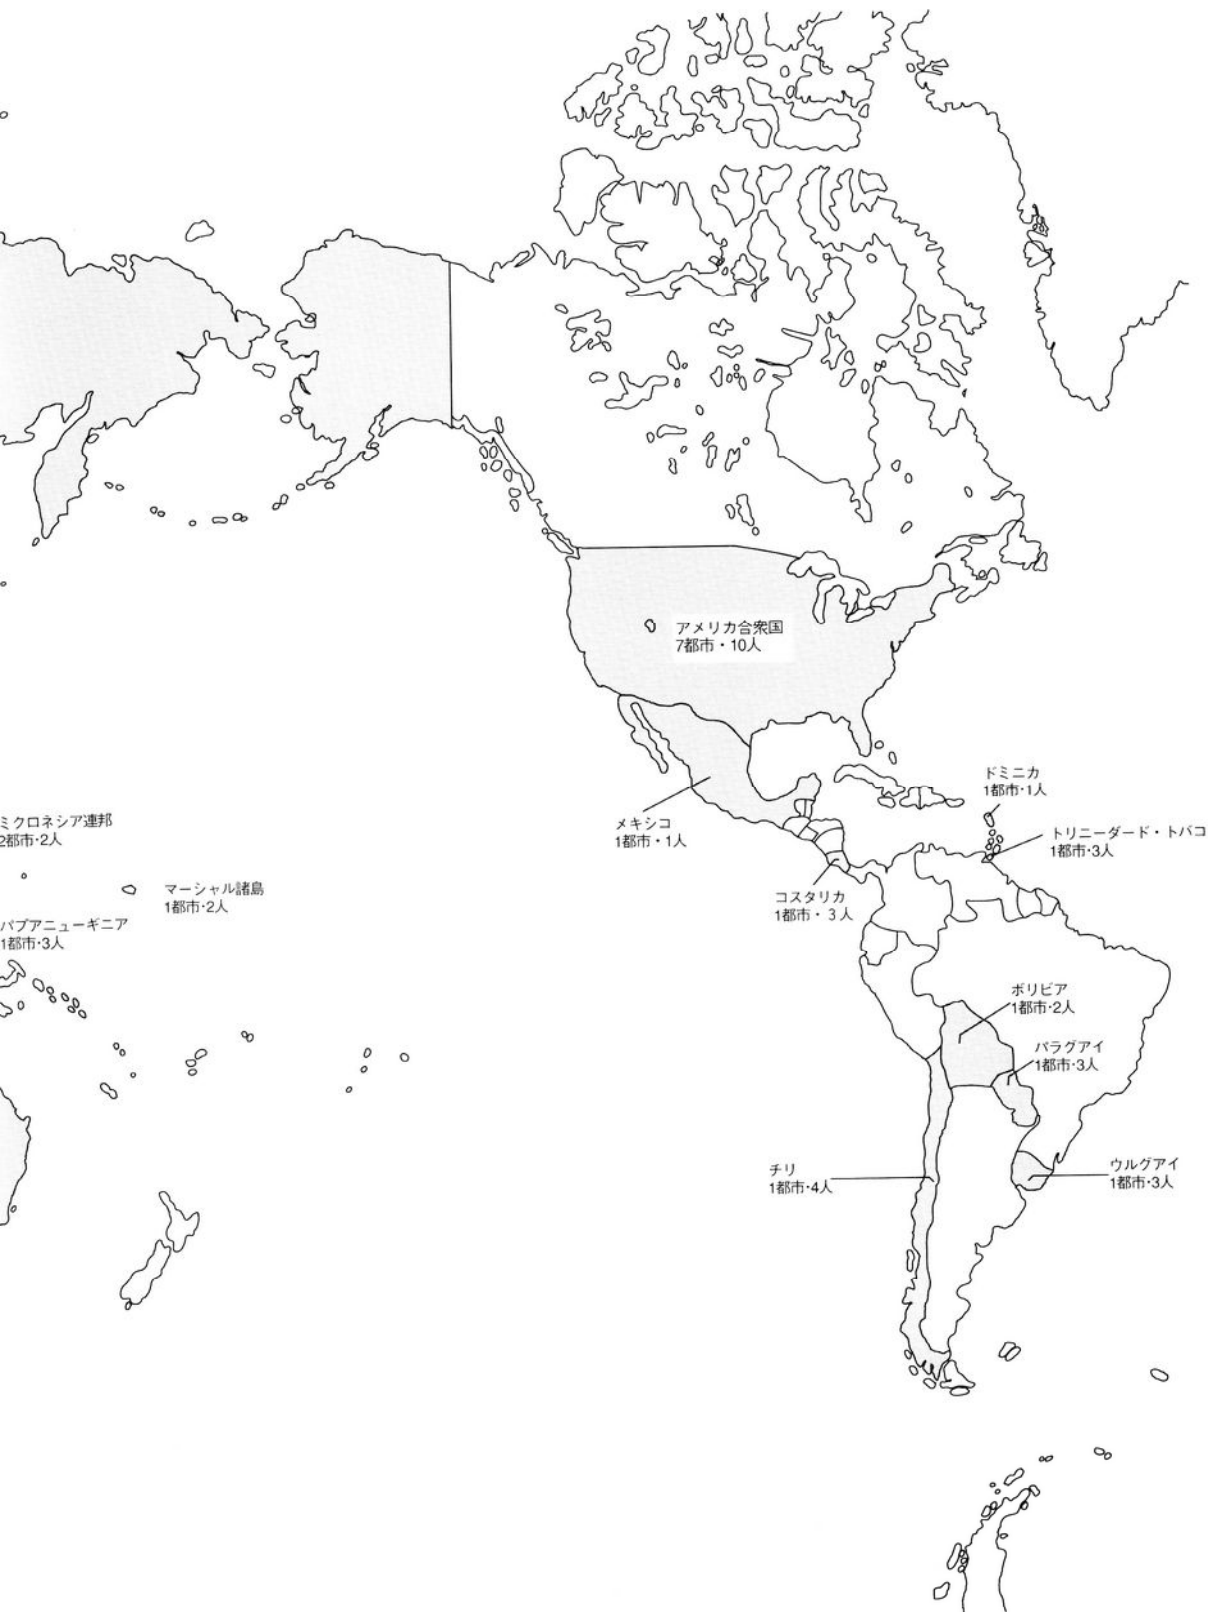 アメリカ合衆国
7都市・10人
ドミニカ
1都市・1人
メキシコ
1都市・1人
トリニーダード・トバコ
1都市・3人
ミクロネシア連邦
2都市・2人
マーシャル諸島
1都市・2人
コスタリカ
1都市・３人
パプアニューギニア
1都市・3人
ボリビア
1都市・2人
パラグアイ
1都市・3人
チリ
1都市・4人
ウルグアイ
1都市・3人